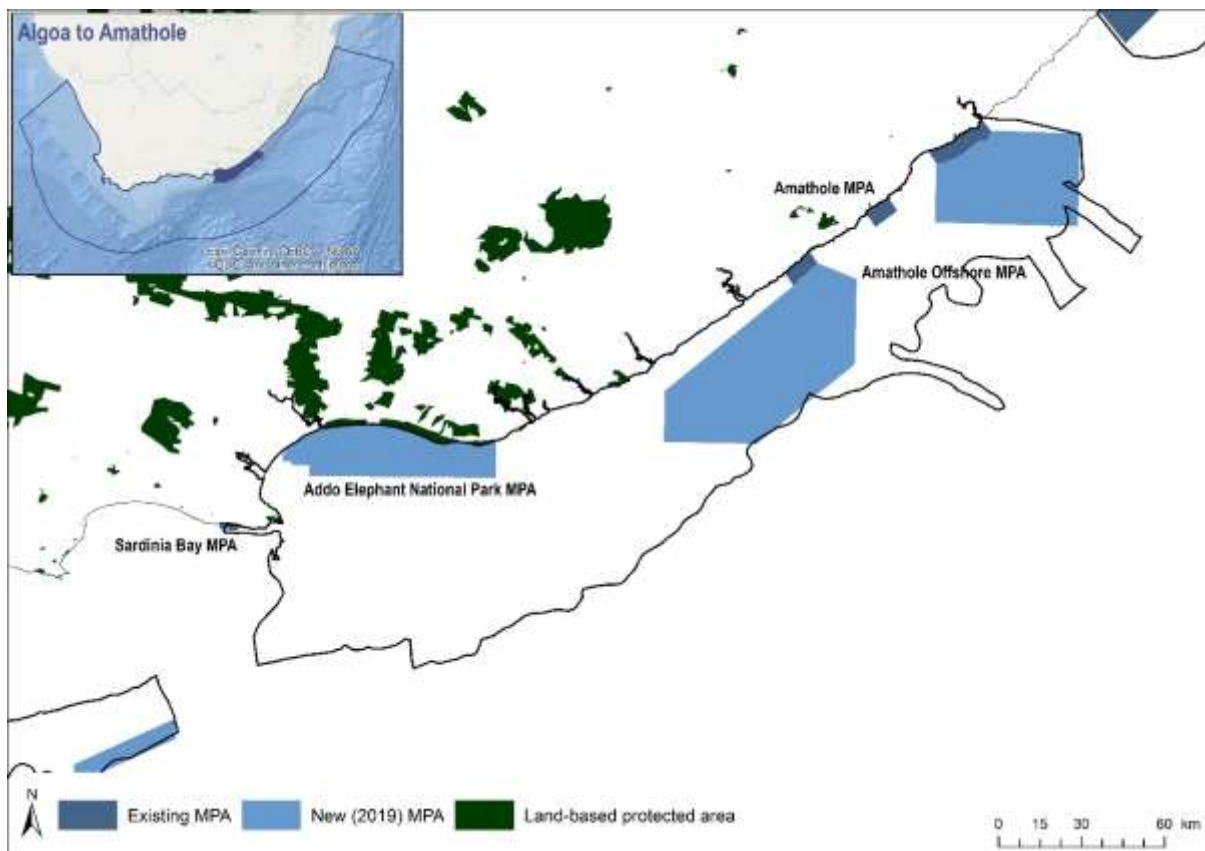 Algoa to Amathole
Amathole MPA
Amathole Offshore MPA
Addo Elephant National Park MPA
Sardinia Bay MPA
N
Existing MPA
New (2019) MPA
Land-based protected area
0 15 30 60 km